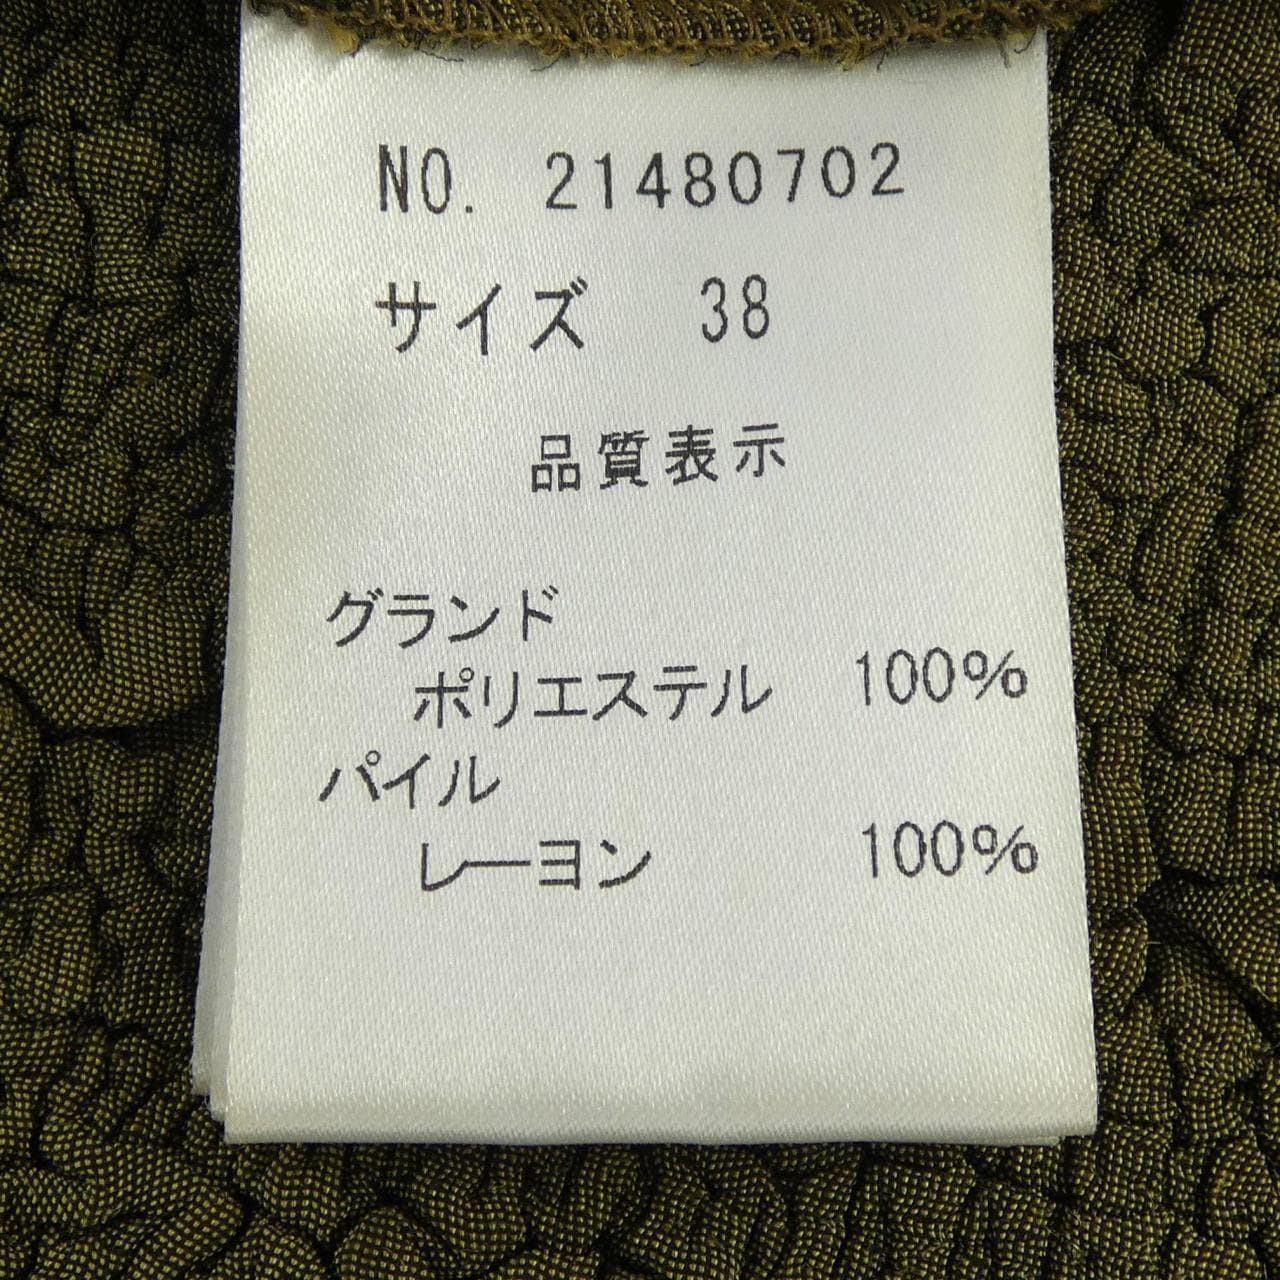 NO. 21480702
サイズ 38
品質表示
グランド
ポリエステル 100%
パイル
レーヨン 100%